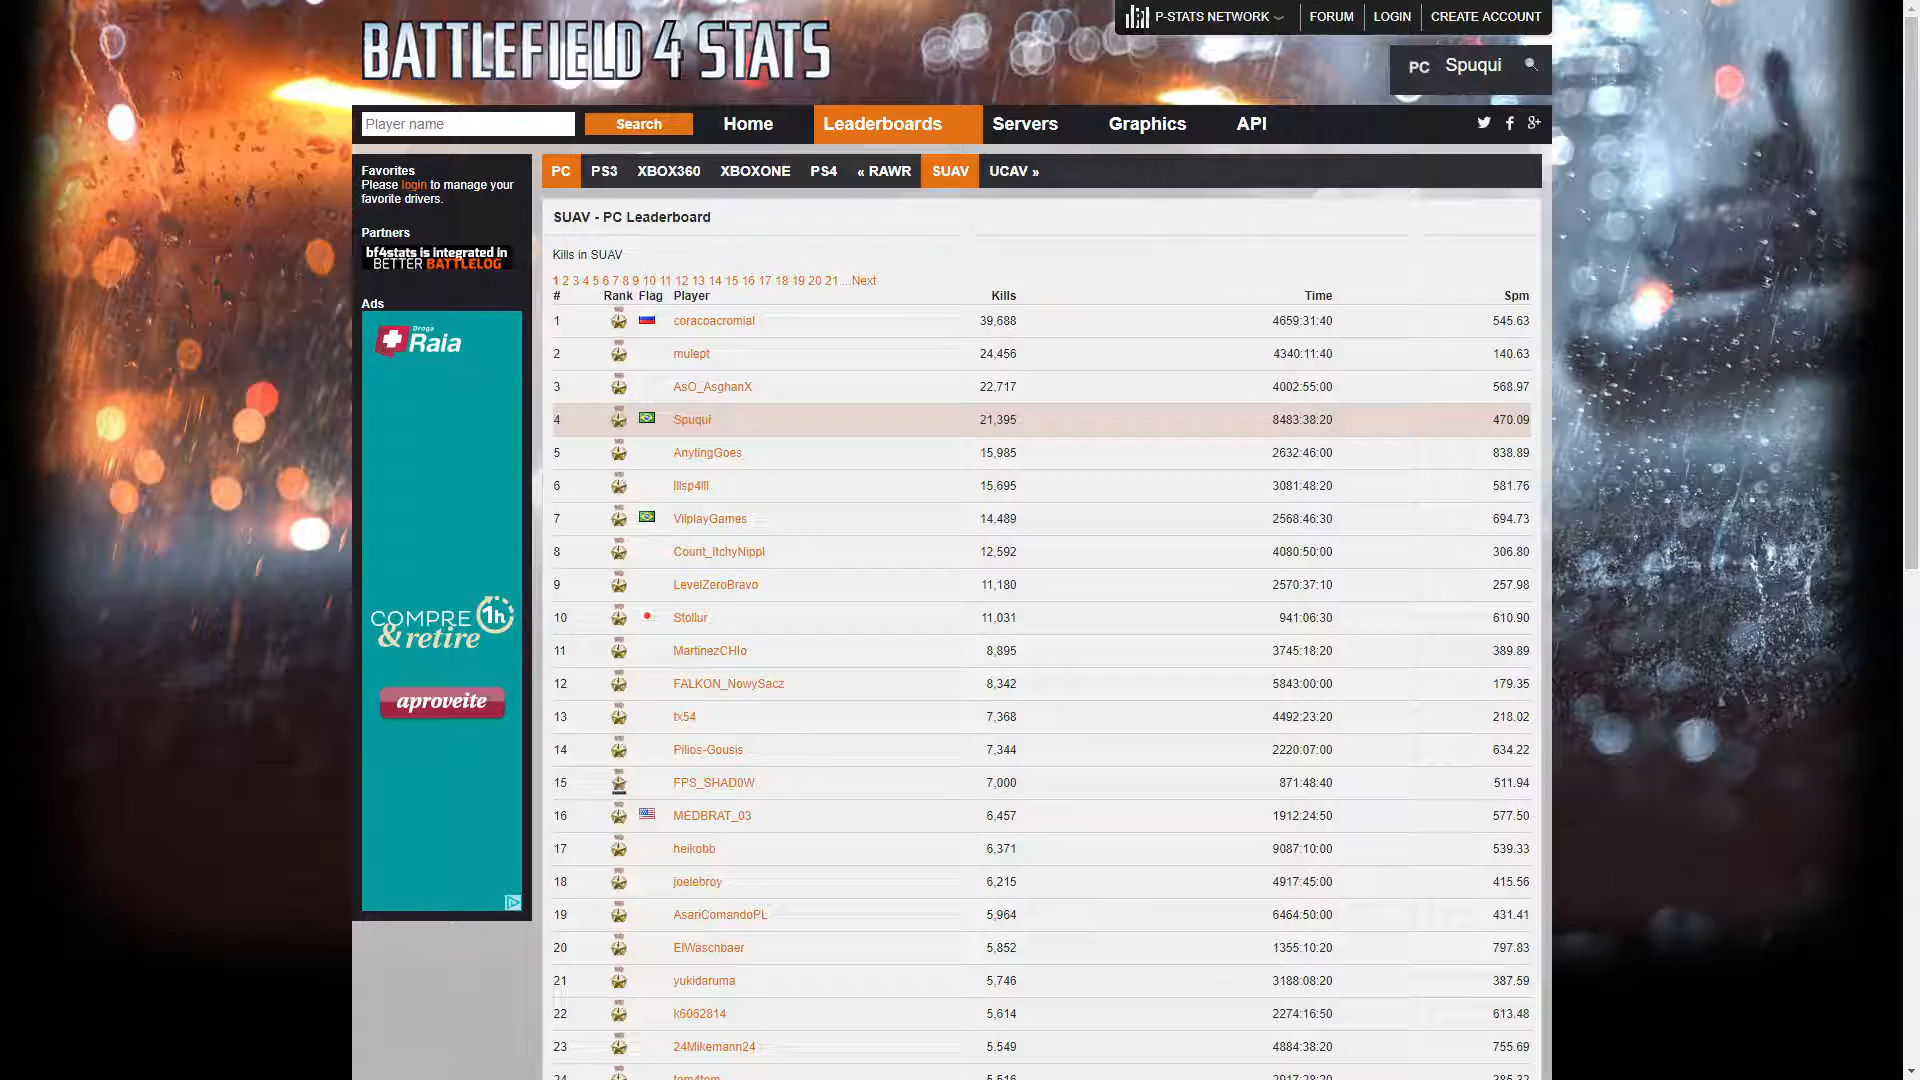 P-STATS NETWORK FORUM LOGIN CREATE ACCOUNT
BATTLEFIELD 4 STATS
PC Spuqui
Player name Search Home Leaderboards Servers Graphics API
Favorites
Please login to manage your
favorite drivers.
Partners
bf4stats is integrated in
BETTER BATTLELOG
Ads
Droga
Raia
COMPRE 1h
& retire
aproveite
PC PS3 XBOX360 XBOXONE PS4 « RAWR SUAV UCAV »
SUAV - PC Leaderboard
Kills in SUAV
1 2 3 4 5 6 7 8 9 10 11 12 13 14 15 16 17 18 19 20 21 ... Next
# Rank Flag Player Kills Time Spm
1 coracoacromial 39,688 4659:31:40 545.63
2 mulept 24,456 4340:11:40 140.63
3 AsO_AsghanX 22,717 4002:55:00 568.97
4 Spuqui 21,395 8483:38:20 470.09
5 AnytingGoes 15,985 2632:46:00 838.89
6 15,695 3081:48:20 581.76
7 VilplayGames 14,489 2568:46:30 694.73
8 Count_ItchyNippl 12,592 4080:50:00 306.80
9 LevelZeroBravo 11,180 2570:37:10 257.98
10 Stollur 11,031 941:06:30 610.90
11 MartinezCHIo 8,895 3745:18:20 389.89
12 FALKON_NowySacz 8,342 5843:00:00 179.35
13 tx54 7,368 4492:23:20 218.02
14 Pilios-Gousis 7,344 2220:07:00 634.22
15 FPS_SHAD0W 7,000 871:48:40 511.94
16 MEDBRAT_03 6,457 1912:24:50 577.50
17 heikobb 6,371 9087:10:00 539.33
18 joelebroy 6,215 4917:45:00 415.56
19 AsariComandoPL 5,964 6464:50:00 431.41
20 ElWaschbaer 5,852 1355:10:20 797.83
21 yukidaruma 5,746 3188:08:20 387.59
22 k6062814 5,614 2274:16:50 613.48
23 24Mikemann24 5,549 4884:38:20 755.69